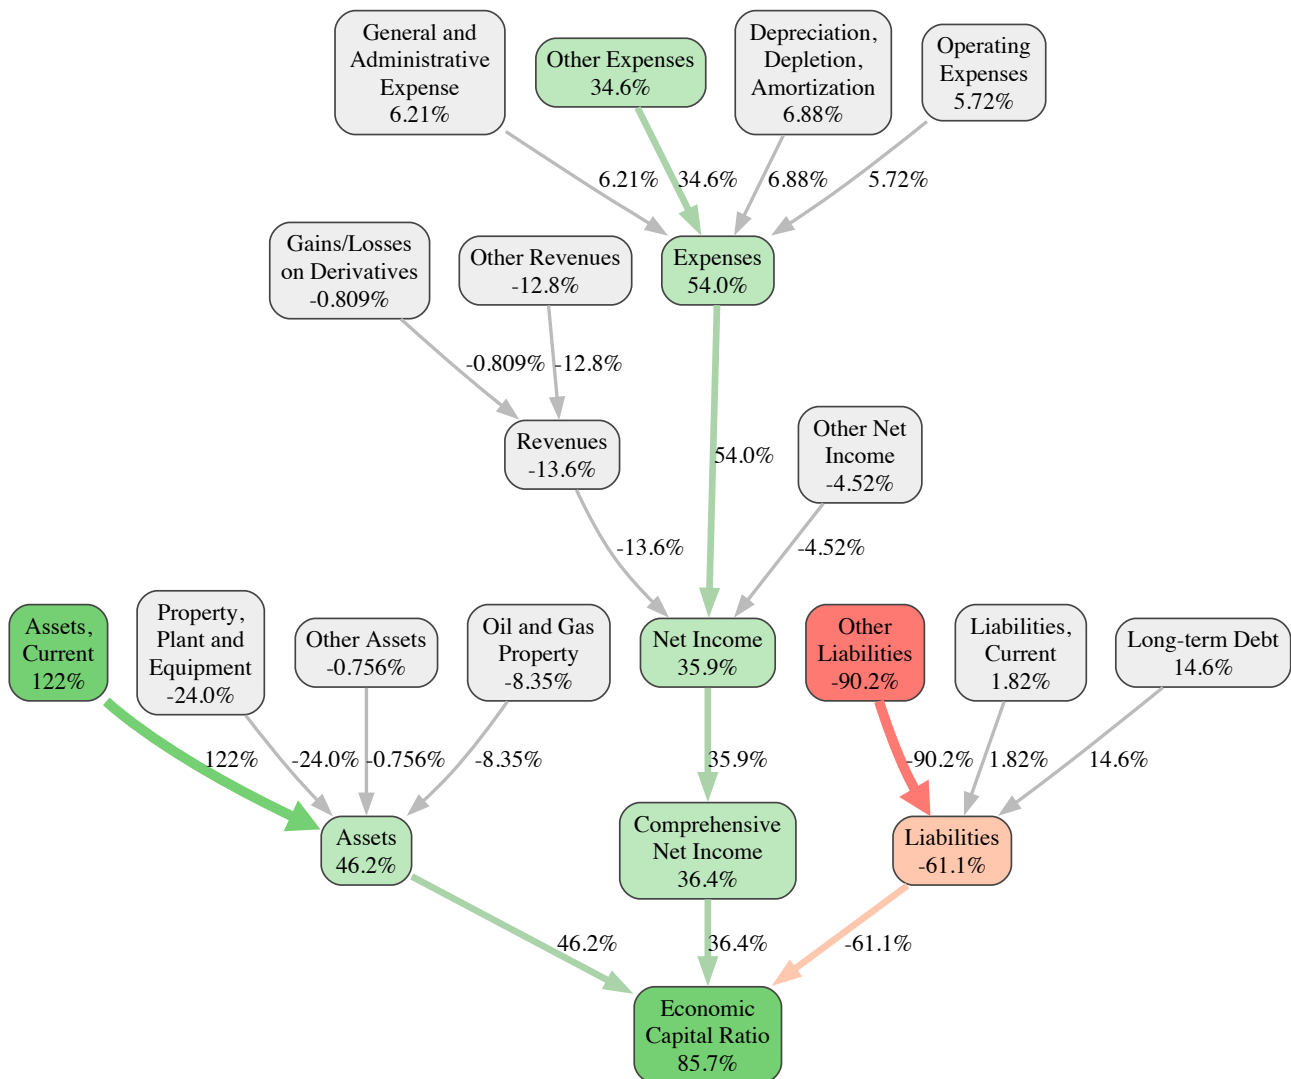 General and
Administrative
Expense
6.21%
Other Expenses
34.6%
Depreciation,
Depletion,
Amortization
6.88%
Operating
Expenses
5.72%
6.21%
34.6%
6.88%
5.72%
Gains/Losses
on Derivatives
-0.809%
Other Revenues
-12.8%
Expenses
54.0%
-0.809%
-12.8%
Revenues
-13.6%
54.0%
Other Net
Income
-4.52%
-13.6%
-4.52%
Assets,
Current
122%
Property,
Plant and
Equipment
-24.0%
Other Assets
-0.756%
Oil and Gas
Property
-8.35%
Net Income
35.9%
Other
Liabilities
-90.2%
Liabilities,
Current
1.82%
Long-term Debt
14.6%
122%
-24.0%
-0.756%
-8.35%
35.9%
-90.2%
1.82%
14.6%
Assets
46.2%
Comprehensive
Net Income
36.4%
Liabilities
-61.1%
46.2%
36.4%
-61.1%
Economic
Capital Ratio
85.7%